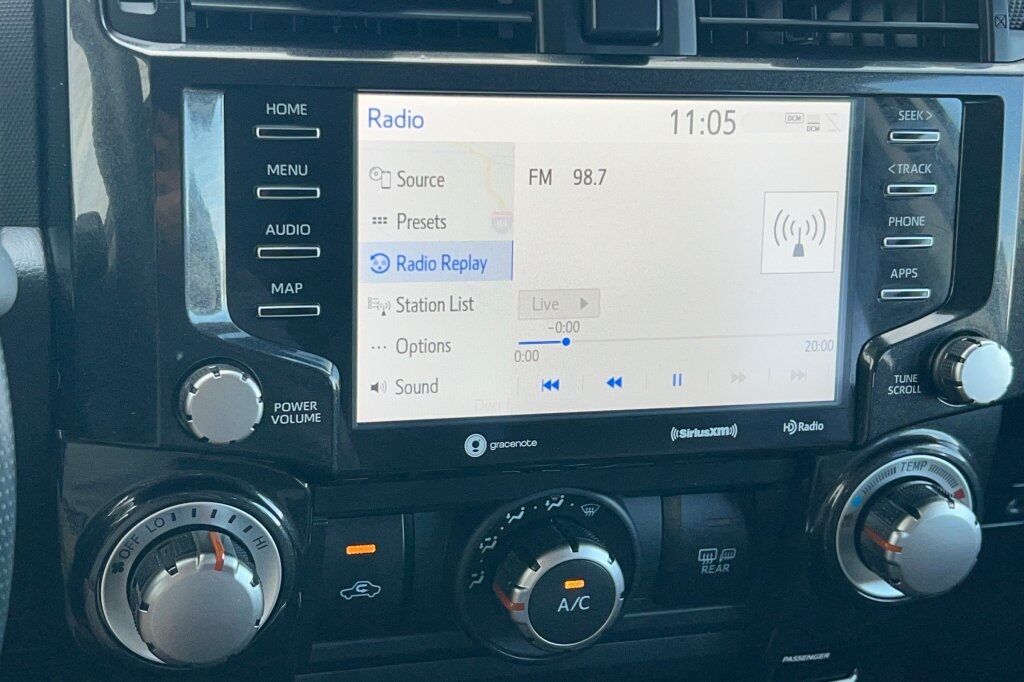 HOME
MENU
AUDIO
MAP
POWER
VOLUME
Radio
11:05
DCM
DCM
Source
Presets
Radio Replay
Station List
Options
Sound
FM 98.7
Live
-0:00
0:00
20:00
SEEK >
< TRACK
PHONE
APPS
TUNE
SCROLL
gracenote
((SiriusXM))
HD Radio
OFF LO HI
A/C
REAR
TEMP
PASSENGER